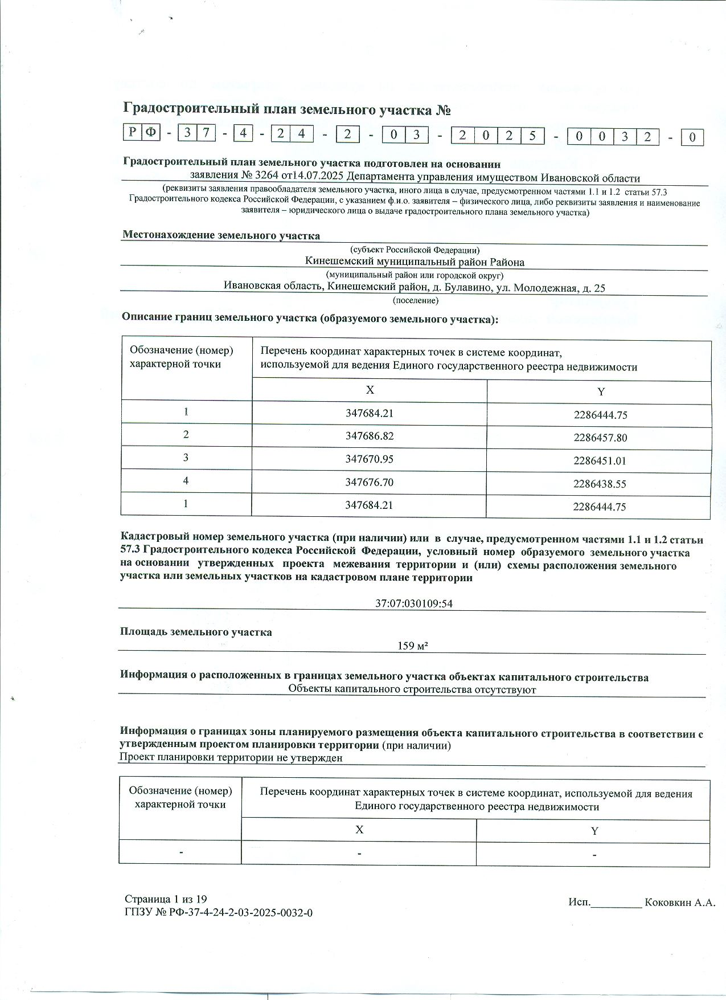 Градостроительный план земельного участка №
Р Ф - 3 7 - 4 - 2 4 - 2 - 0 3 - 2 0 2 5 - 0 0 3 2 - 0
Градостроительный план земельного участка подготовлен на основании
заявления № 3264 от14.07.2025 Департамента управления имуществом Ивановской области
(реквизиты заявления правообладателя земельного участка, иного лица в случае, предусмотренном частями 1.1 и 1.2 статьи 57.3
Градостроительного кодекса Российской Федерации, с указанием ф.и.о. заявителя – физического лица, либо реквизиты заявления и наименование
заявителя – юридического лица о выдаче градостроительного плана земельного участка)
Местонахождение земельного участка
(субъект Российской Федерации)
Кинешемский муниципальный район Района
(муниципальный район или городской округ)
Ивановская область, Кинешемский район, д. Булавино, ул. Молодежная, д. 25
(поселение)
Описание границ земельного участка (образуемого земельного участка):
Обозначение (номер) характерной точки
Перечень координат характерных точек в системе координат,
используемой для ведения Единого государственного реестра недвижимости
X Y
1 347684.21 2286444.75
2 347686.82 2286457.80
3 347670.95 2286451.01
4 347676.70 2286438.55
1 347684.21 2286444.75
Кадастровый номер земельного участка (при наличии) или в случае, предусмотренном частями 1.1 и 1.2 статьи
57.3 Градостроительного кодекса Российской Федерации, условный номер образуемого земельного участка
на основании утвержденных проекта межевания территории и (или) схемы расположения земельного
участка или земельных участков на кадастровом плане территории
37:07:030109:54
Площадь земельного участка
159 м²
Информация о расположенных в границах земельного участка объектах капитального строительства
Объекты капитального строительства отсутствуют
Информация о границах зоны планируемого размещения объекта капитального строительства в соответствии с
утвержденным проектом планировки территории (при наличии)
Проект планировки территории не утвержден
Обозначение (номер) характерной точки
Перечень координат характерных точек в системе координат, используемой для ведения
Единого государственного реестра недвижимости
X Y
- - -
Страница 1 из 19
ГПЗУ № РФ-37-4-24-2-03-2025-0032-0
Исп.__________ Коковкин А.А.